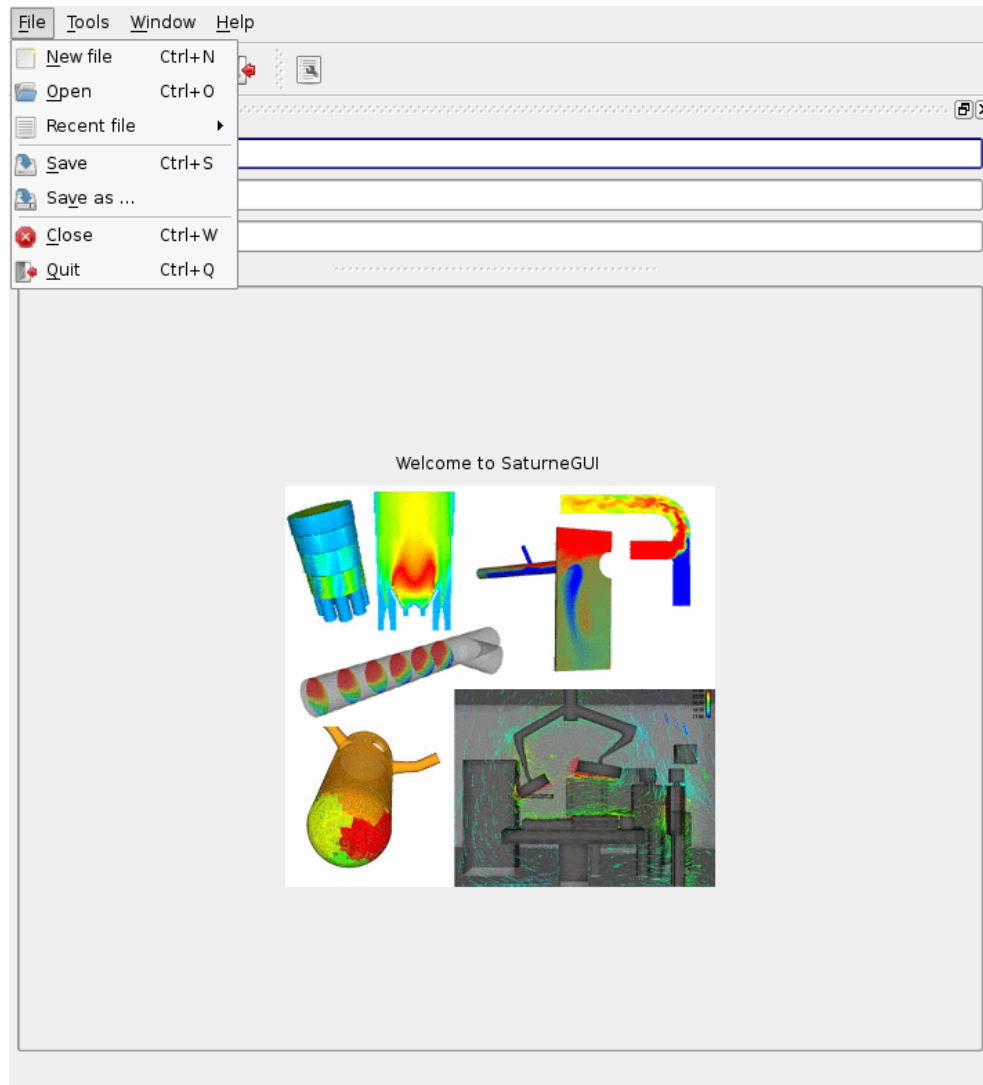 File Tools Window Help
New file Ctrl+N
Open Ctrl+O
Recent file
Save Ctrl+S
Save as ...
Close Ctrl+W
Quit Ctrl+Q
Welcome to SaturneGUI